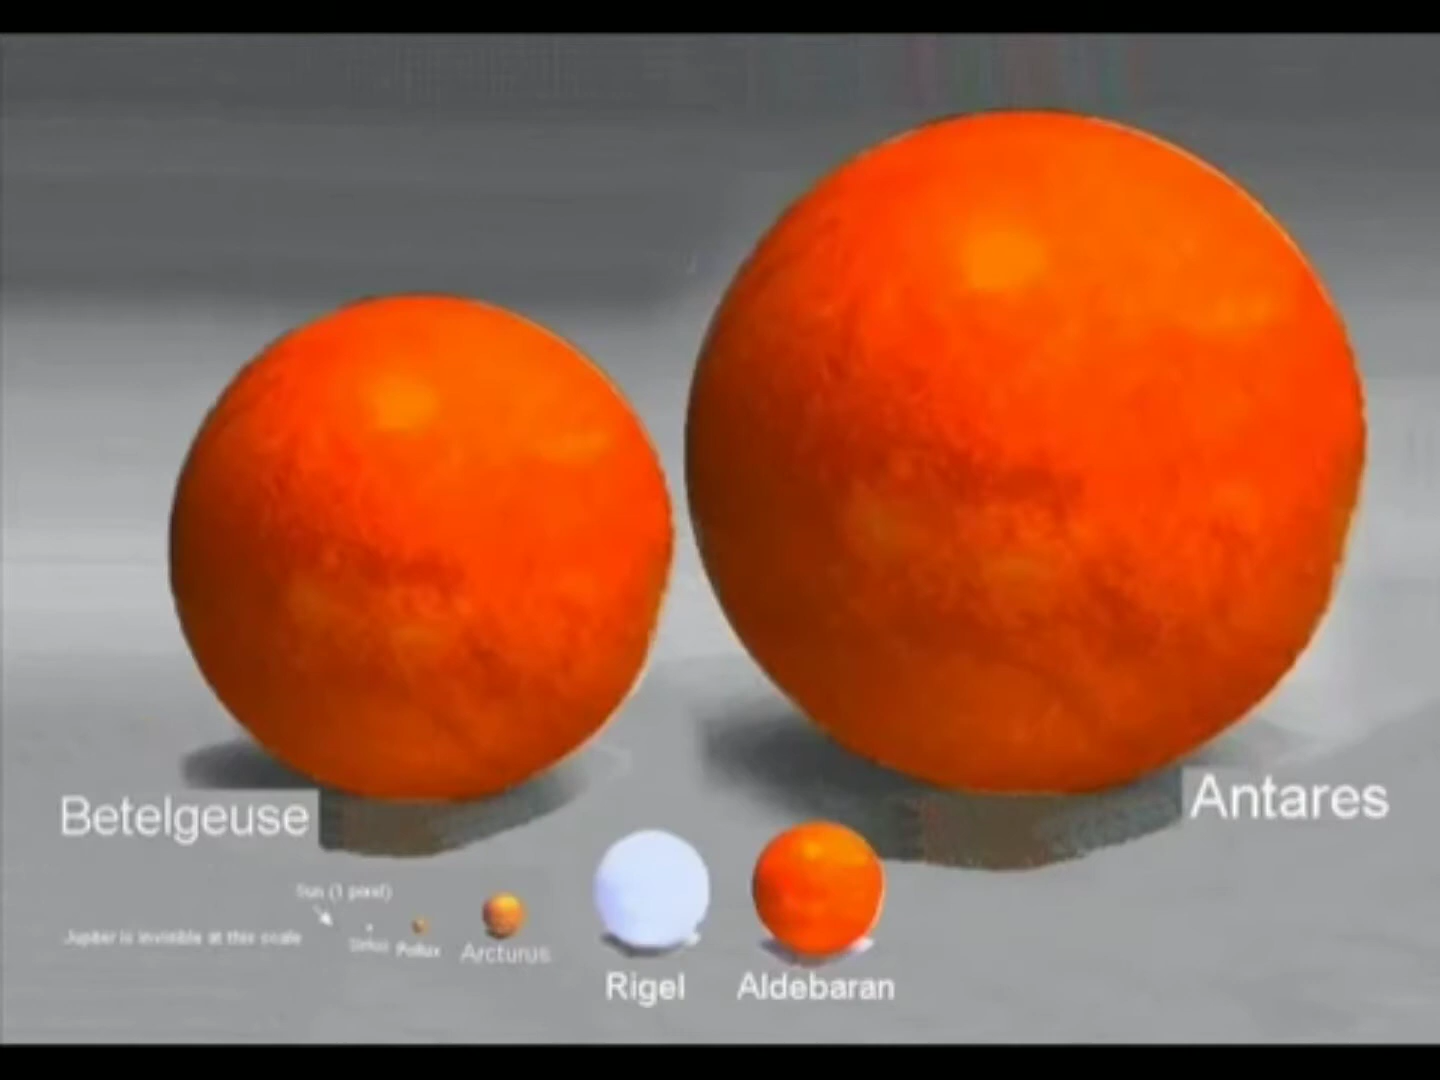 Betelgeuse
Antares
Sun (1 pixel)
Jupiter is invisible at this scale
Sirius
Pollux
Arcturus
Rigel
Aldebaran